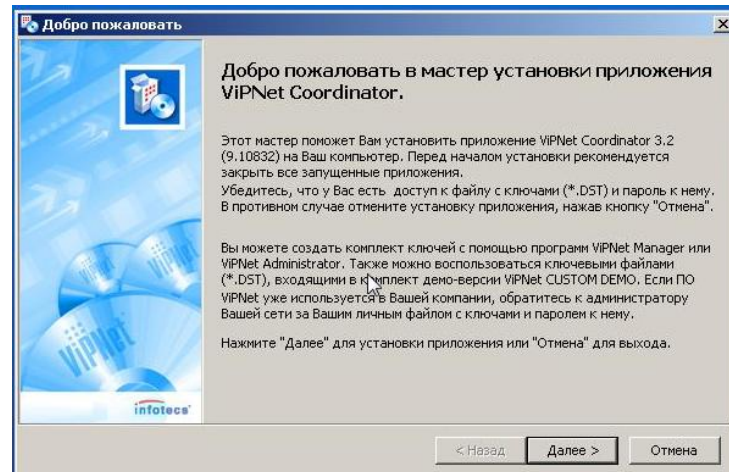 Добро пожаловать
Добро пожаловать в мастер установки приложения
ViPNet Coordinator.
Этот мастер поможет Вам установить приложение ViPNet Coordinator 3.2
(9.10832) на Ваш компьютер. Перед началом установки рекомендуется
закрыть все запущенные приложения.
Убедитесь, что у Вас есть доступ к файлу с ключами (*.DST) и пароль к нему.
В противном случае отмените установку приложения, нажав кнопку "Отмена".
Вы можете создать комплект ключей с помощью программ ViPNet Manager или
ViPNet Administrator. Также можно воспользоваться ключевыми файлами
(*.DST), входящими в комплект демо-версии ViPNet CUSTOM DEMO. Если ПО
ViPNet уже используется в Вашей компании, обратитесь к администратору
Вашей сети за Вашим личным файлом с ключами и паролем к нему.
Нажмите "Далее" для установки приложения или "Отмена" для выхода.
ViPNet
infotecs
< Назад
Далее >
Отмена